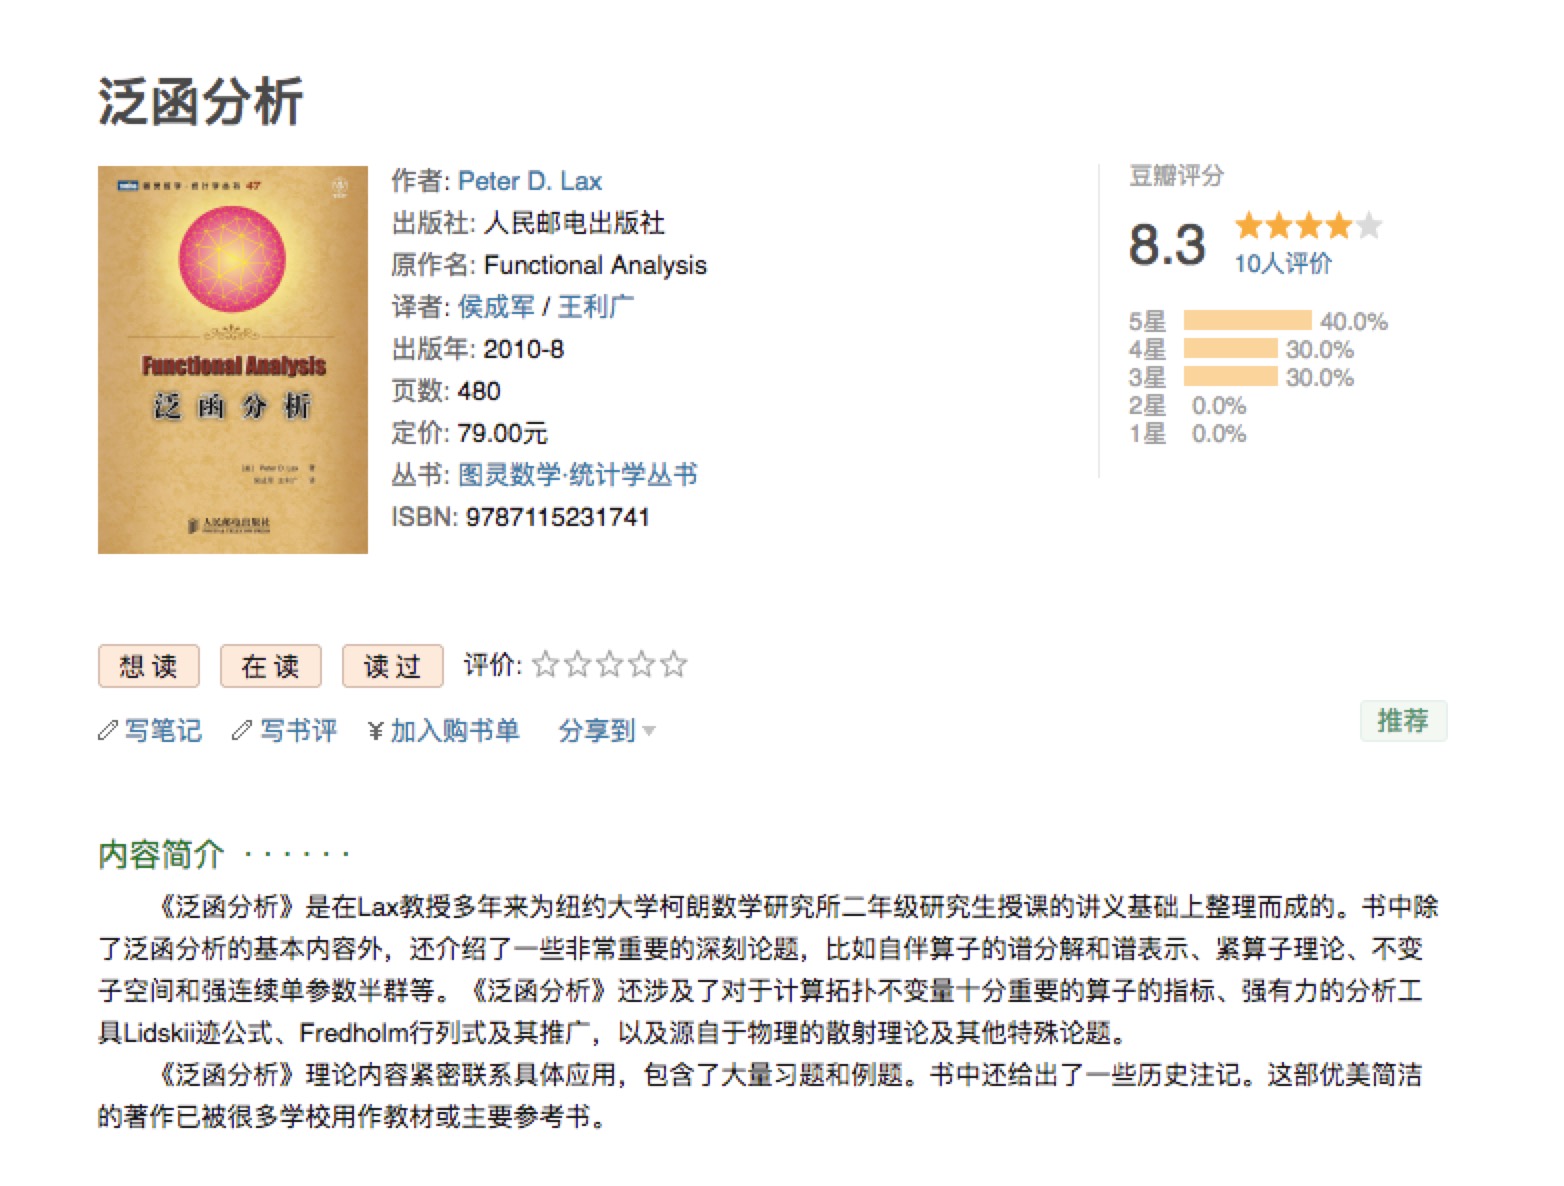 泛函分析
图灵数学·统计学丛书 47
Functional Analysis
泛函分析
[美] Peter D. Lax 著
侯成军 王利广 译
人民邮电出版社
POSTS & TELECOM PRESS
作者: Peter D. Lax
出版社: 人民邮电出版社
原作名: Functional Analysis
译者: 侯成军 / 王利广
出版年: 2010-8
页数: 480
定价: 79.00元
丛书: 图灵数学·统计学丛书
ISBN: 9787115231741
豆瓣评分
8.3
10人评价
5星 40.0%
4星 30.0%
3星 30.0%
2星 0.0%
1星 0.0%
想读 在读 读过 评价:
写笔记 写书评 ¥加入购书单 分享到
推荐
内容简介 · · · · · ·
《泛函分析》是在Lax教授多年来为纽约大学柯朗数学研究所二年级研究生授课的讲义基础上整理而成的。书中除
了泛函分析的基本内容外，还介绍了一些非常重要的深刻论题，比如自伴算子的谱分解和谱表示、紧算子理论、不变
子空间和强连续单参数半群等。《泛函分析》还涉及了对于计算拓扑不变量十分重要的算子的指标、强有力的分析工
具Lidskii迹公式、Fredholm行列式及其推广，以及源自于物理的散射理论及其他特殊论题。
《泛函分析》理论内容紧密联系具体应用，包含了大量习题和例题。书中还给出了一些历史注记。这部优美简洁
的著作已被很多学校用作教材或主要参考书。